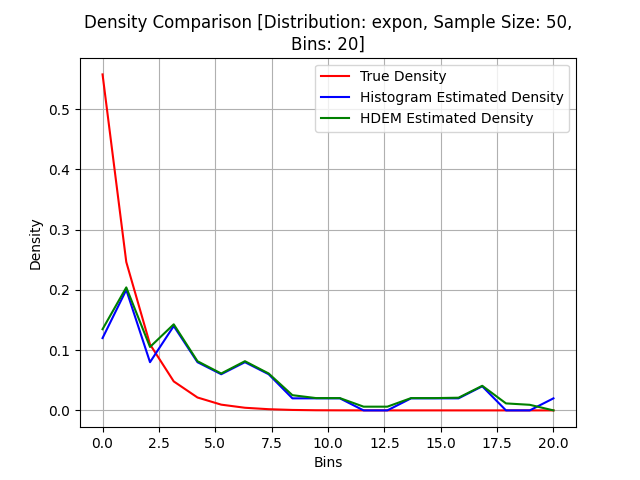 Density Comparison [Distribution: expon, Sample Size: 50,
Bins: 20]
True Density
Histogram Estimated Density
HDEM Estimated Density
Density
0.5
0.4
0.3
0.2
0.1
0.0
0.0 2.5 5.0 7.5 10.0 12.5 15.0 17.5 20.0
Bins